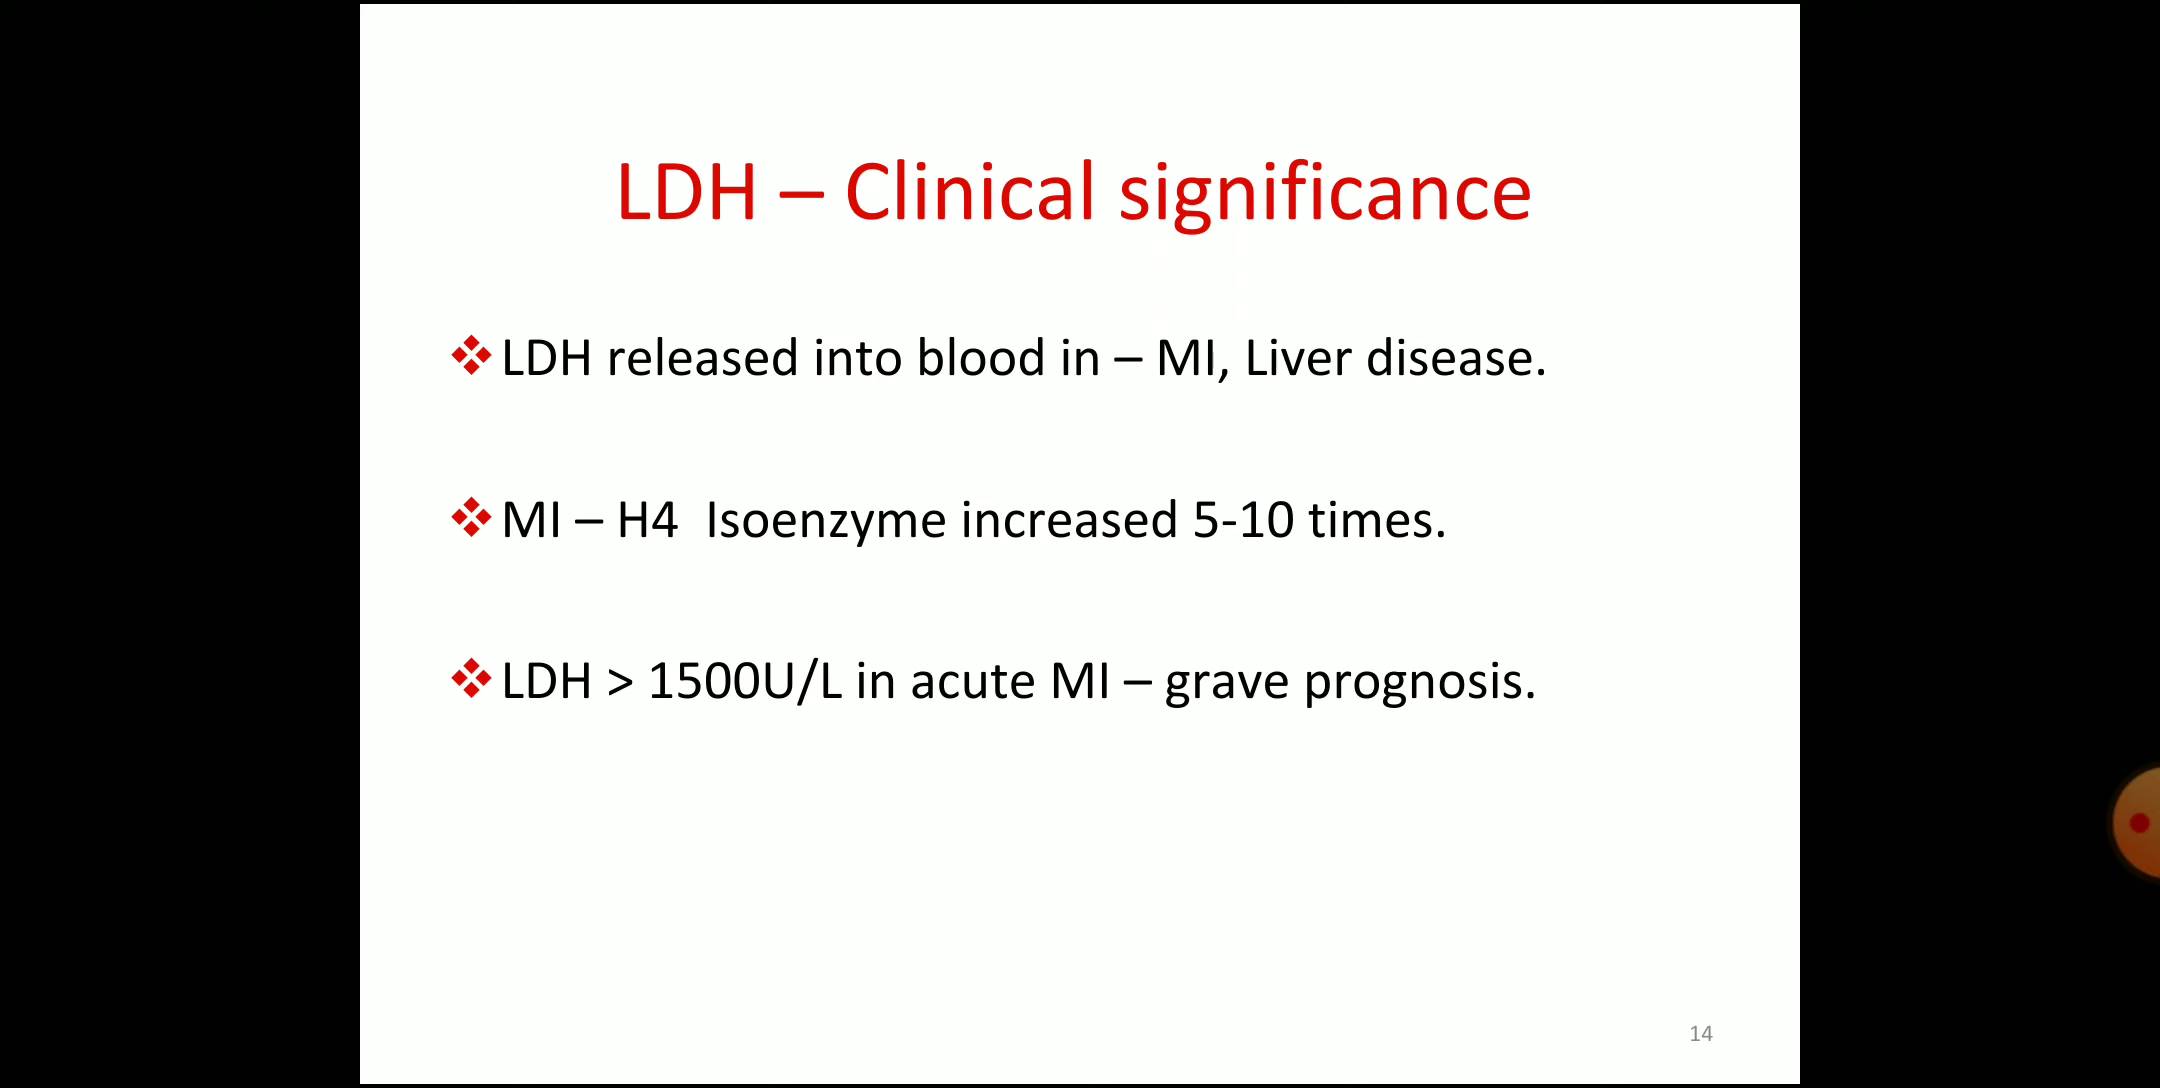 LDH – Clinical significance
LDH released into blood in – MI, Liver disease.
MI – H4 Isoenzyme increased 5-10 times.
LDH > 1500U/L in acute MI – grave prognosis.
14